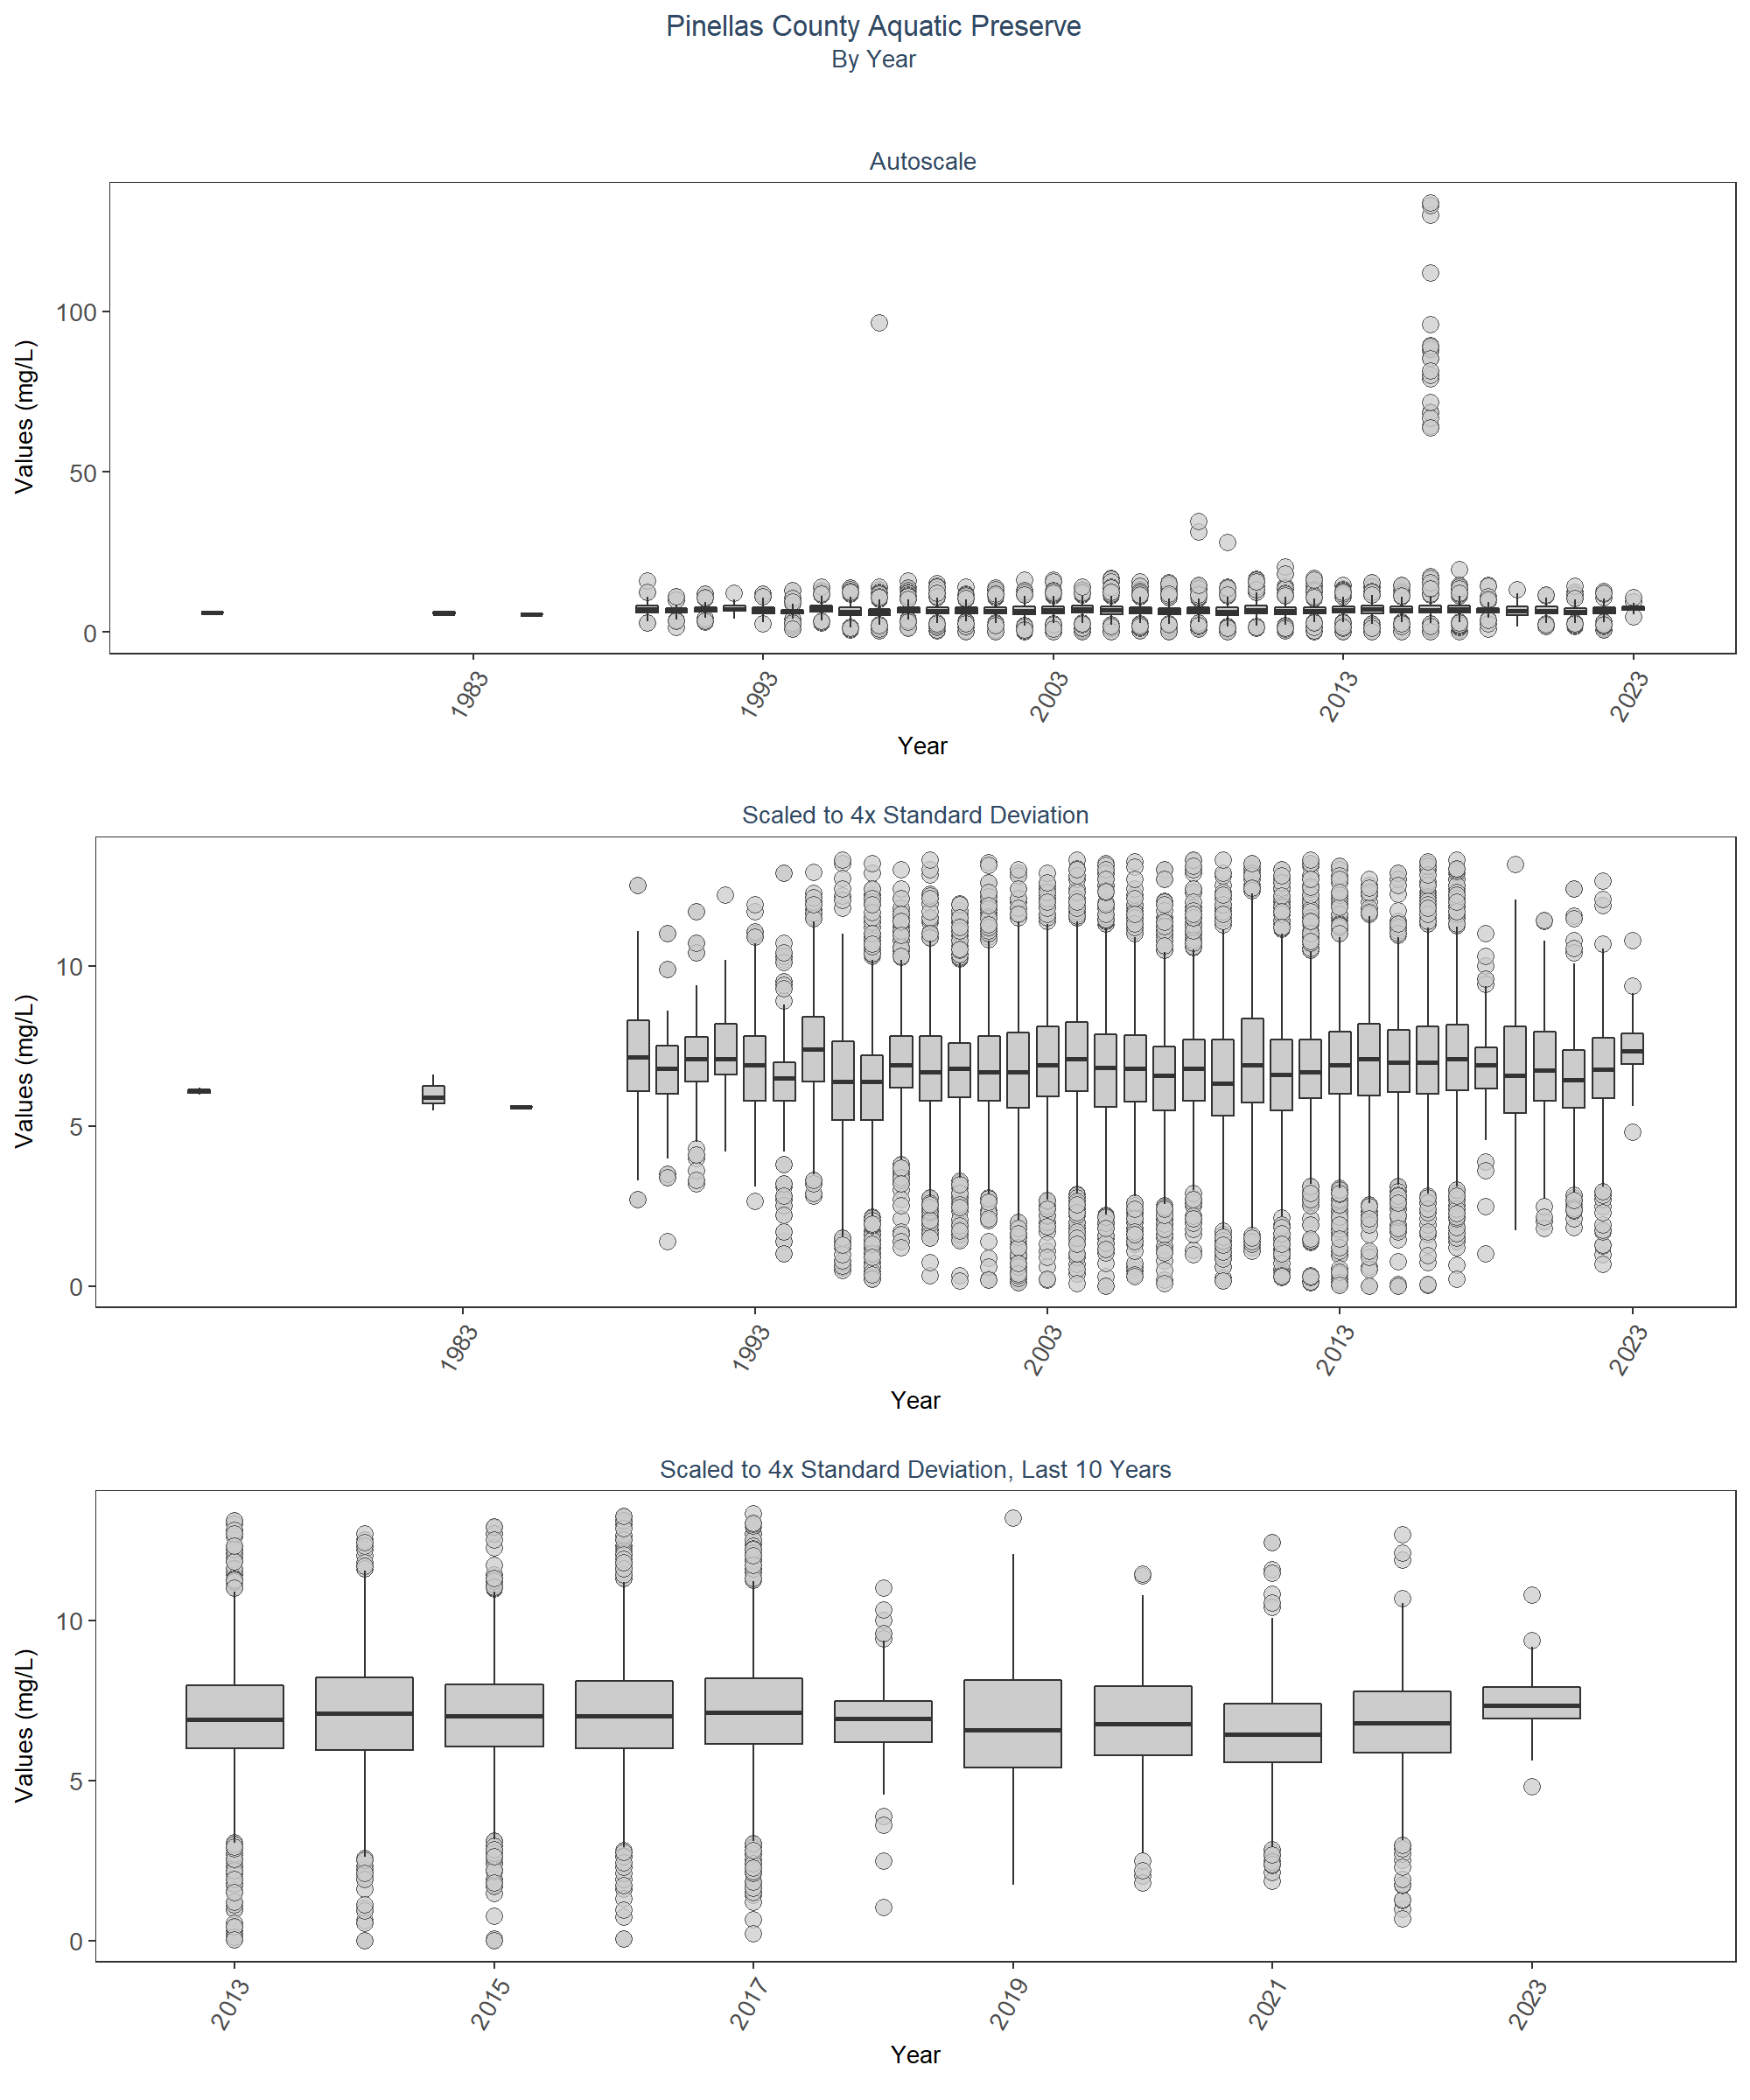 Pinellas County Aquatic Preserve
By Year
Autoscale
Values (mg/L)
100
50
0
1983
1993
2003
2013
2023
Year
Scaled to 4x Standard Deviation
Values (mg/L)
10
5
0
1983
1993
2003
2013
2023
Year
Scaled to 4x Standard Deviation, Last 10 Years
Values (mg/L)
10
5
0
2013
2015
2017
2019
2021
2023
Year